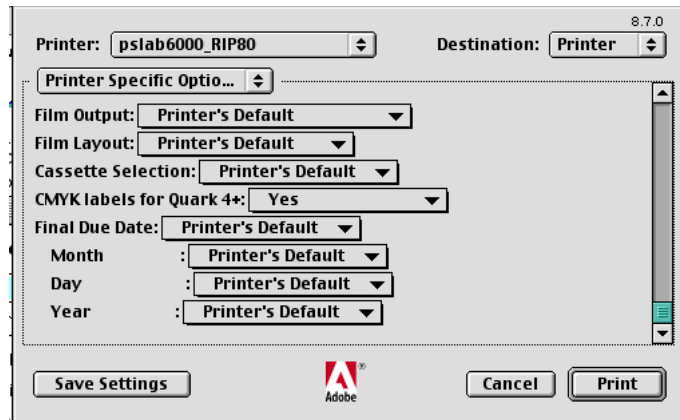 8.7.0
Printer: pslab6000_RIP80 Destination: Printer
Printer Specific Optio...
Film Output: Printer's Default
Film Layout: Printer's Default
Cassette Selection: Printer's Default
CMYK labels for Quark 4+: Yes
Final Due Date: Printer's Default
Month : Printer's Default
Day : Printer's Default
Year : Printer's Default
Save Settings Adobe® Cancel Print